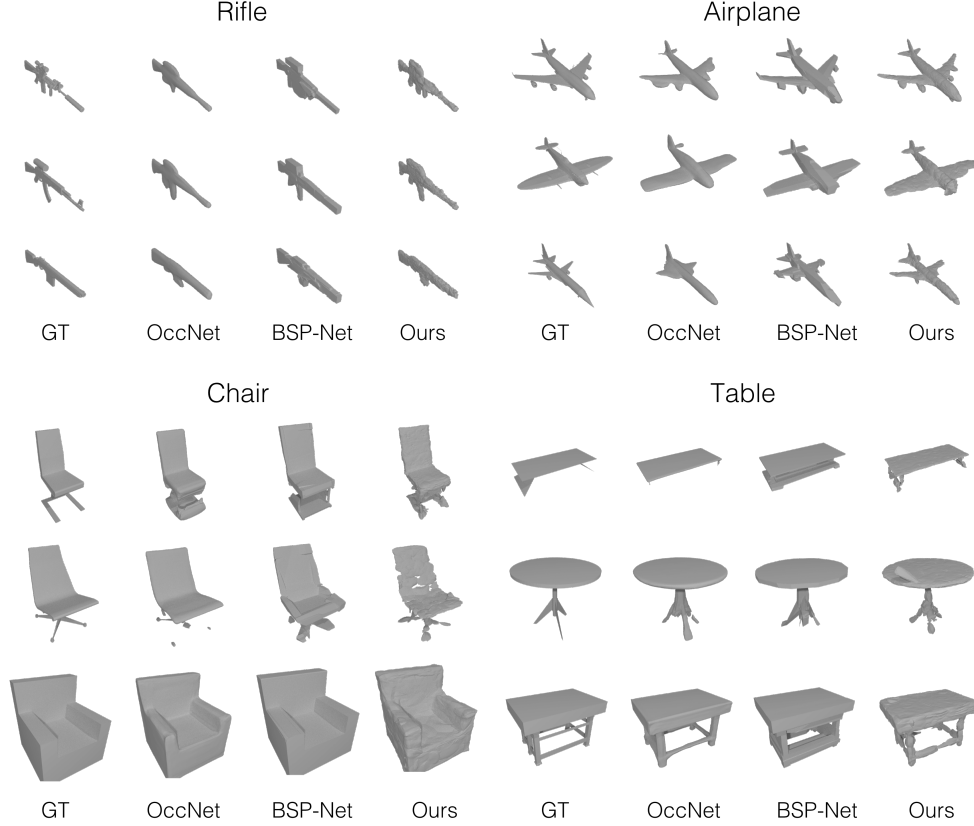 Rifle
Airplane
GT OccNet BSP-Net Ours
GT OccNet BSP-Net Ours
Chair
Table
GT OccNet BSP-Net Ours
GT OccNet BSP-Net Ours